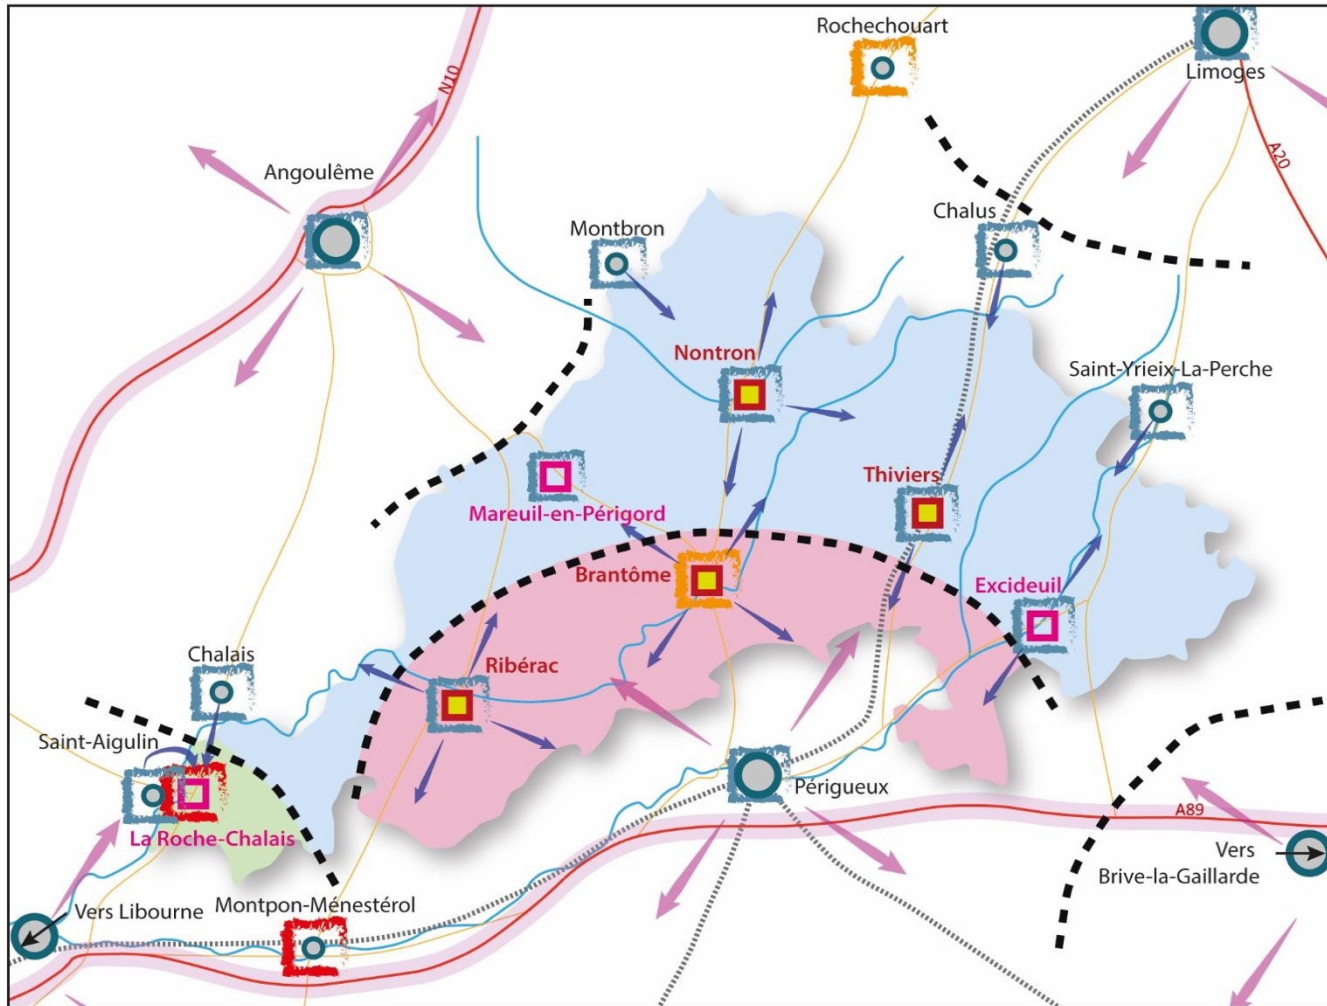 Rochechouart
Limoges
N10
A20
Angoulême
Montbron
Chalus
Nontron
Saint-Yrieix-La-Perche
Thiviers
Mareuil-en-Périgord
Brantôme
Excideuil
Chalais
Ribérac
Saint-Aigulin
Périgueux
La Roche-Chalais
A89
Vers
Brive-la-Gaillarde
Vers Libourne
Montpon-Ménestérol